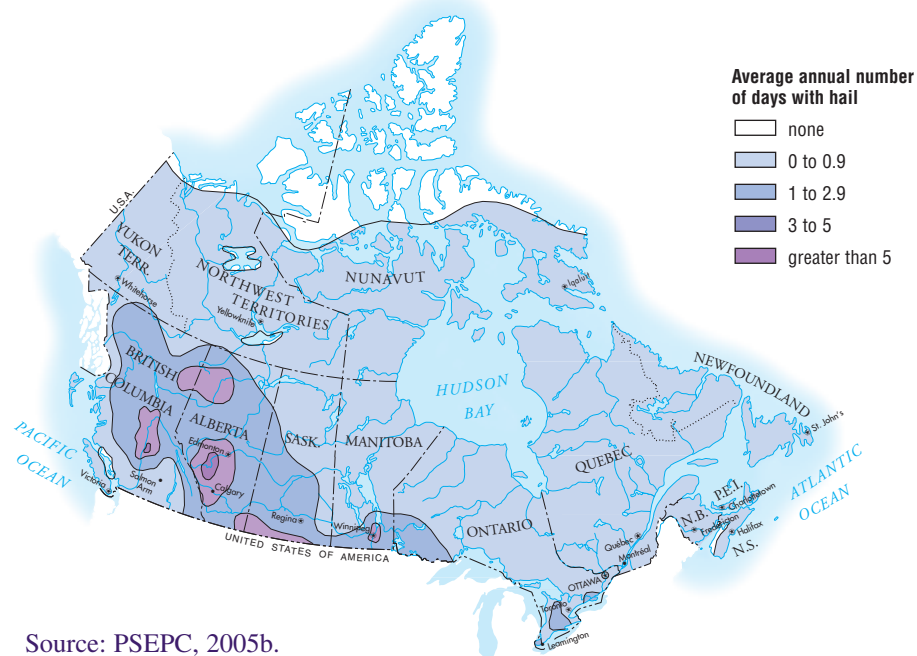 Average annual number
of days with hail
none
0 to 0.9
1 to 2.9
3 to 5
greater than 5
U.S.A.
YUKON
TERR.
Whitehorse
NORTHWEST
TERRITORIES
Yellowknife
NUNAVUT
Iqaluit
BRITISH
COLUMBIA
ALBERTA
Edmonton
Calgary
SASK.
Regina
MANITOBA
Winnipeg
HUDSON
BAY
PACIFIC
OCEAN
Victoria
Salmon
Arm
UNITED STATES OF AMERICA
ONTARIO
OTTAWA
Toronto
Leamington
QUEBEC
Québec
Montréal
NEWFOUNDLAND
St. John's
P.E.I.
Charlottetown
N.B.
Fredericton
Halifax
N.S.
ATLANTIC
OCEAN
Source: PSEPC, 2005b.